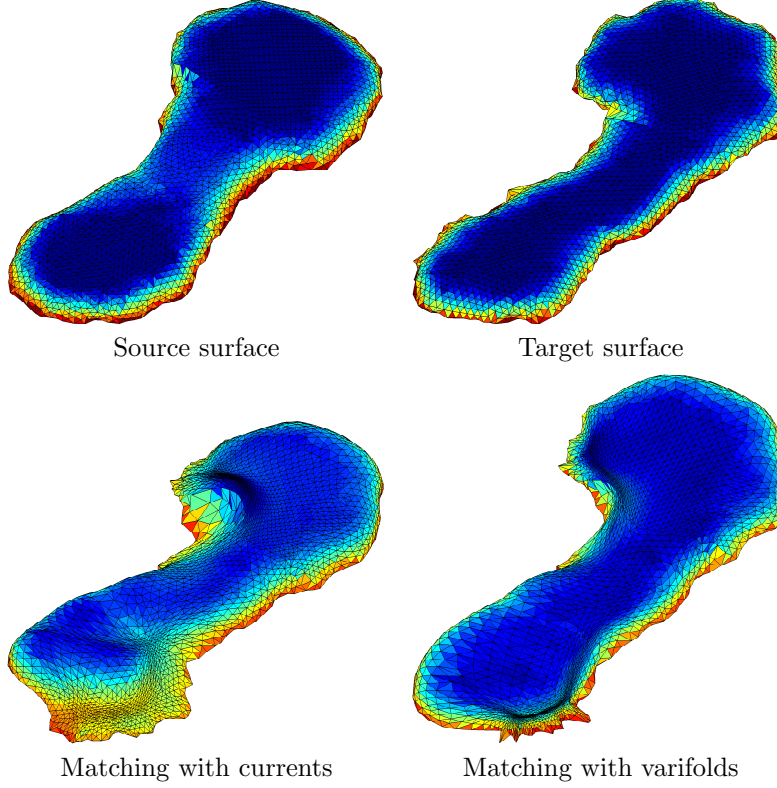 Source surface
Target surface
Matching with currents
Matching with varifolds